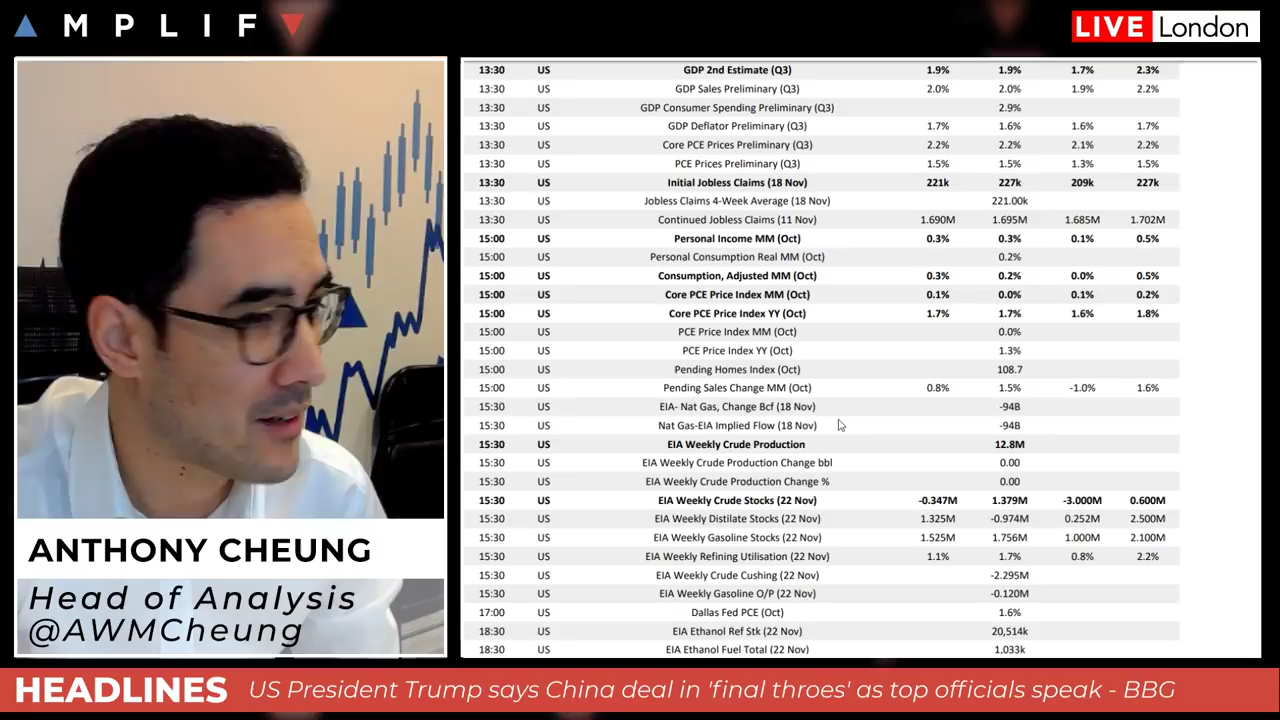 ▲ M P L I F ▼
LIVE London
13:30 US GDP 2nd Estimate (Q3) 1.9% 1.9% 1.7% 2.3%
13:30 US GDP Sales Preliminary (Q3) 2.0% 2.0% 1.9% 2.2%
13:30 US GDP Consumer Spending Preliminary (Q3) 2.9%
13:30 US GDP Deflator Preliminary (Q3) 1.7% 1.6% 1.6% 1.7%
13:30 US Core PCE Prices Preliminary (Q3) 2.2% 2.2% 2.1% 2.2%
13:30 US PCE Prices Preliminary (Q3) 1.5% 1.5% 1.3% 1.5%
13:30 US Initial Jobless Claims (18 Nov) 221k 227k 209k 227k
13:30 US Jobless Claims 4-Week Average (18 Nov) 221.00k
13:30 US Continued Jobless Claims (11 Nov) 1.690M 1.695M 1.685M 1.702M
15:00 US Personal Income MM (Oct) 0.3% 0.3% 0.1% 0.5%
15:00 US Personal Consumption Real MM (Oct) 0.2%
15:00 US Consumption, Adjusted MM (Oct) 0.3% 0.2% 0.0% 0.5%
15:00 US Core PCE Price Index MM (Oct) 0.1% 0.0% 0.1% 0.2%
15:00 US Core PCE Price Index YY (Oct) 1.7% 1.7% 1.6% 1.8%
15:00 US PCE Price Index MM (Oct) 0.0%
15:00 US PCE Price Index YY (Oct) 1.3%
15:00 US Pending Homes Index (Oct) 108.7
15:00 US Pending Sales Change MM (Oct) 0.8% 1.5% -1.0% 1.6%
15:30 US EIA- Nat Gas, Change Bcf (18 Nov) -94B
15:30 US Nat Gas-EIA Implied Flow (18 Nov) -94B
15:30 US EIA Weekly Crude Production 12.8M
15:30 US EIA Weekly Crude Production Change bbl 0.00
15:30 US EIA Weekly Crude Production Change % 0.00
15:30 US EIA Weekly Crude Stocks (22 Nov) -0.347M 1.379M -3.000M 0.600M
15:30 US EIA Weekly Distilate Stocks (22 Nov) 1.325M -0.974M 0.252M 2.500M
15:30 US EIA Weekly Gasoline Stocks (22 Nov) 1.525M 1.756M 1.000M 2.100M
15:30 US EIA Weekly Refining Utilisation (22 Nov) 1.1% 1.7% 0.8% 2.2%
15:30 US EIA Weekly Crude Cushing (22 Nov) -2.295M
15:30 US EIA Weekly Gasoline O/P (22 Nov) -0.120M
17:00 US Dallas Fed PCE (Oct) 1.6%
18:30 US EIA Ethanol Ref Stk (22 Nov) 20,514k
18:30 US EIA Ethanol Fuel Total (22 Nov) 1,033k
ANTHONY CHEUNG
Head of Analysis
@AWMCheung
HEADLINES US President Trump says China deal in 'final throes' as top officials speak - BBG